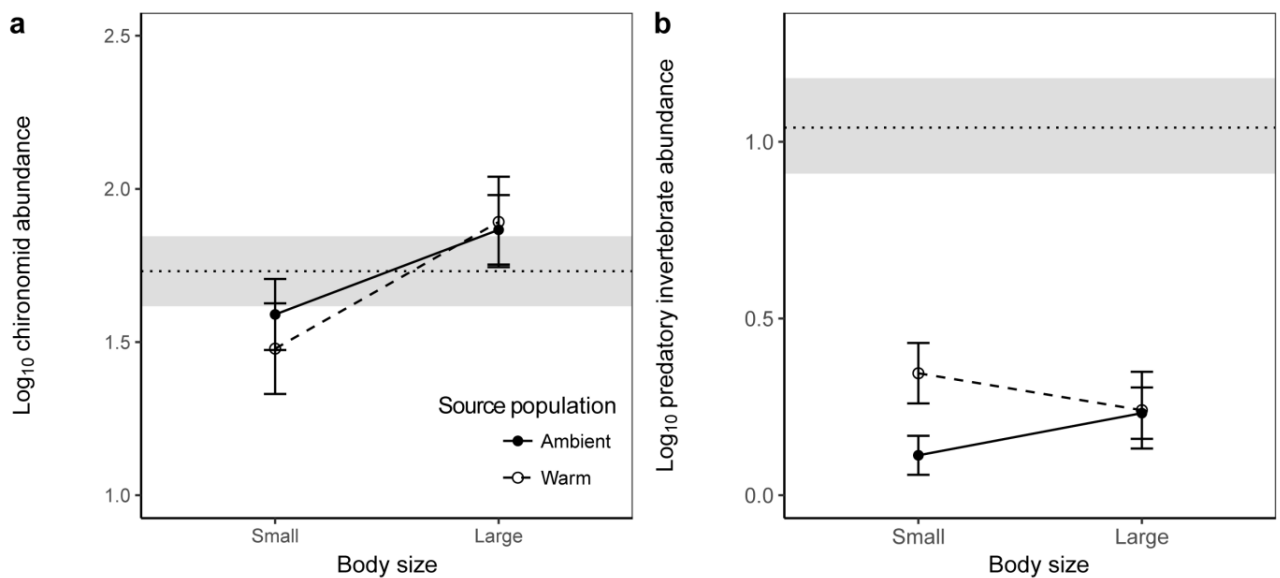 a
Log10 chironomid abundance
2.5
2.0
1.5
1.0
Small
Large
Body size
Source population
Ambient
Warm
b
Log10 predatory invertebrate abundance
1.0
0.5
0.0
Small
Large
Body size